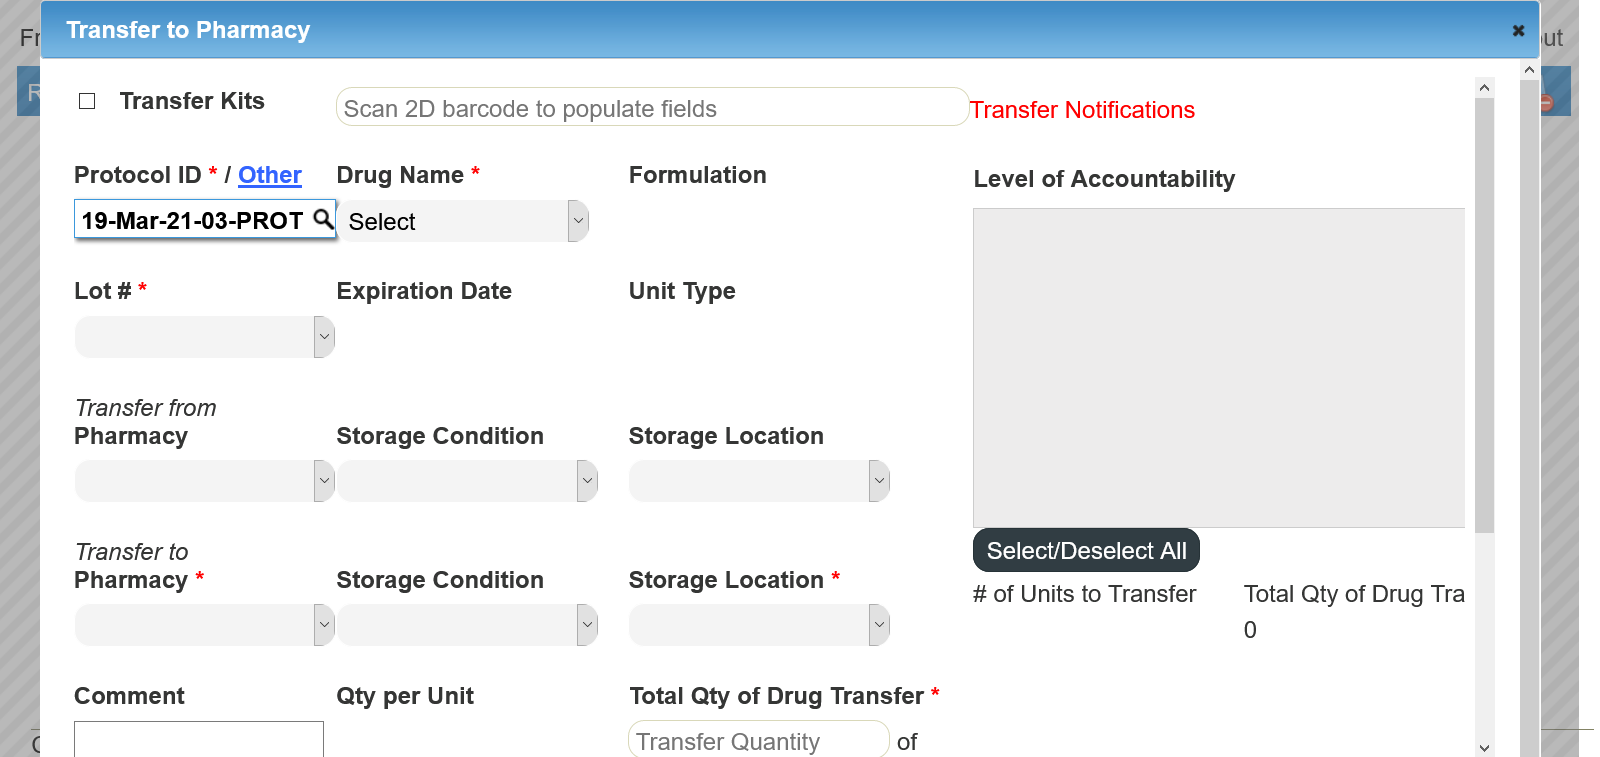 Transfer to Pharmacy
Transfer Kits
Scan 2D barcode to populate fields
Transfer Notifications
Protocol ID * / Other
Drug Name *
Formulation
Level of Accountability
19-Mar-21-03-PROT
Select
Lot # *
Expiration Date
Unit Type
Transfer from
Pharmacy
Storage Condition
Storage Location
Transfer to
Pharmacy *
Storage Condition
Storage Location *
Select/Deselect All
# of Units to Transfer
Total Qty of Drug Tra
0
Comment
Qty per Unit
Total Qty of Drug Transfer *
Transfer Quantity
of